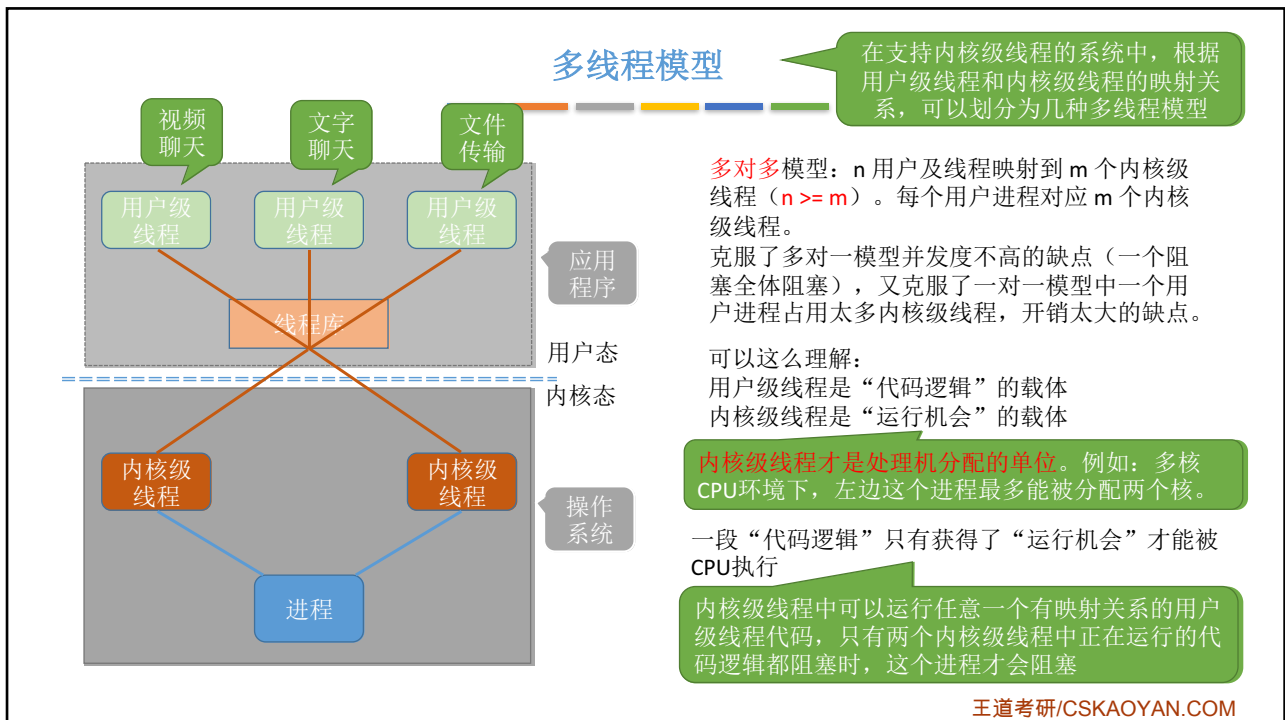 多线程模型
在支持内核级线程的系统中，根据
用户级线程和内核级线程的映射关
系，可以划分为几种多线程模型
视频
聊天
文字
聊天
文件
传输
用户级
线程
用户级
线程
用户级
线程
应用
程序
线程库
用户态
内核态
内核级
线程
内核级
线程
操作
系统
进程
多对多模型：n 用户及线程映射到 m 个内核级
线程（n >= m）。每个用户进程对应 m 个内核
级线程。
克服了多对一模型并发度不高的缺点（一个阻
塞全体阻塞），又克服了一对一模型中一个用
户进程占用太多内核级线程，开销太大的缺点。
可以这么理解：
用户级线程是“代码逻辑”的载体
内核级线程是“运行机会”的载体
内核级线程才是处理机分配的单位。例如：多核
CPU环境下，左边这个进程最多能被分配两个核。
一段“代码逻辑”只有获得了“运行机会”才能被
CPU执行
内核级线程中可以运行任意一个有映射关系的用户
级线程代码，只有两个内核级线程中正在运行的代
码逻辑都阻塞时，这个进程才会阻塞
王道考研/CSKAOYAN.COM